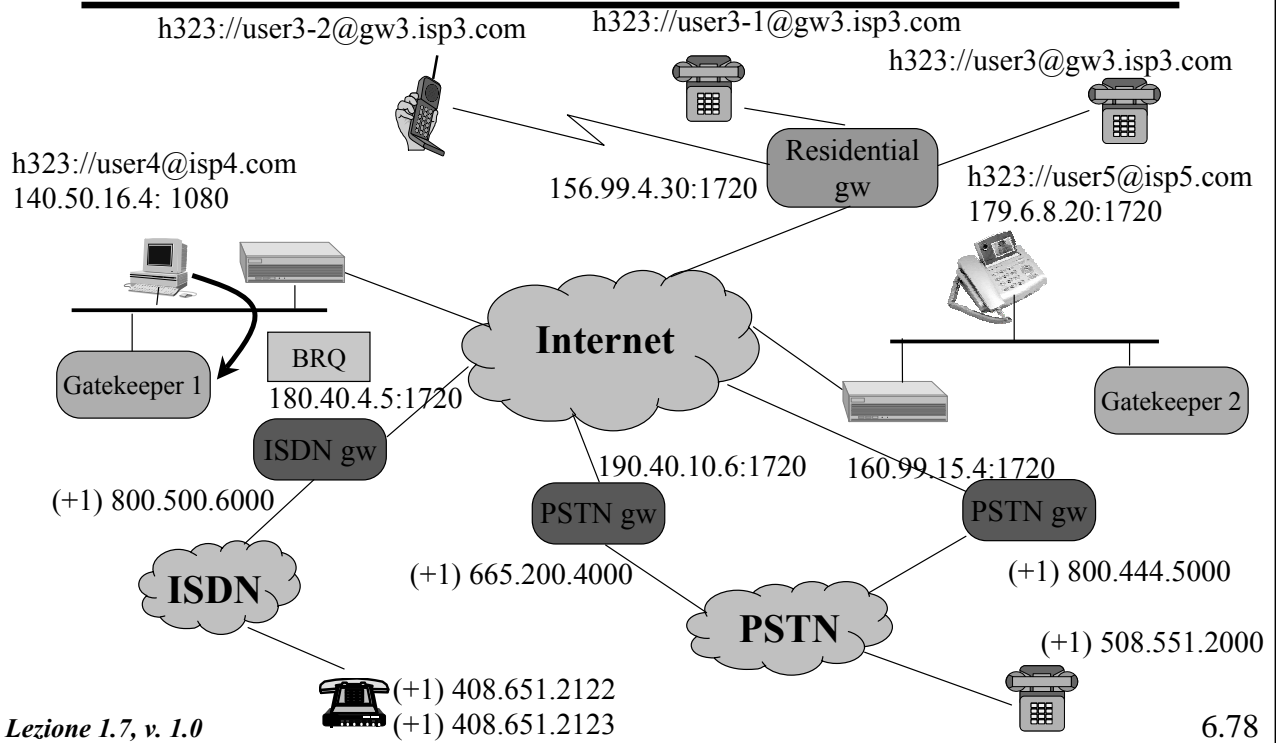 h323://user3-2@gw3.isp3.com
h323://user3-1@gw3.isp3.com
h323://user3@gw3.isp3.com
h323://user4@isp4.com
140.50.16.4: 1080
156.99.4.30:1720
Residential
gw
h323://user5@isp5.com
179.6.8.20:1720
Internet
BRQ
Gatekeeper 1
180.40.4.5:1720
Gatekeeper 2
ISDN gw
190.40.10.6:1720
160.99.15.4:1720
(+1) 800.500.6000
PSTN gw
PSTN gw
(+1) 665.200.4000
(+1) 800.444.5000
ISDN
PSTN
(+1) 508.551.2000
(+1) 408.651.2122
(+1) 408.651.2123
Lezione 1.7, v. 1.0
6.78